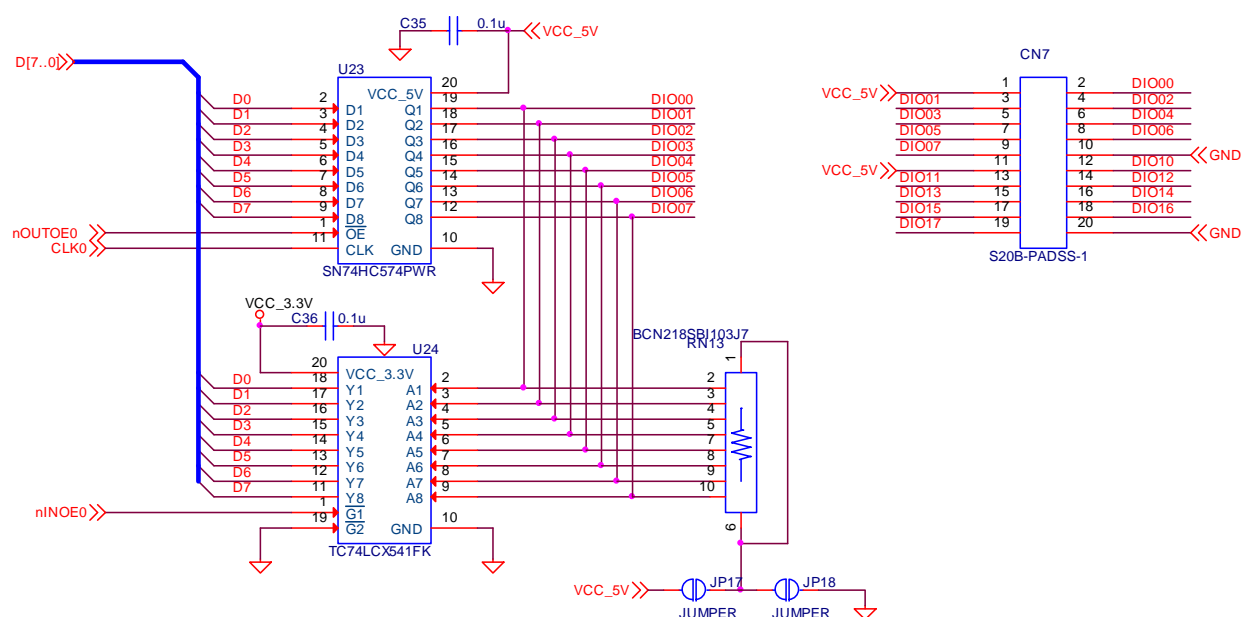 C35 0.1u VCC_5V
D[7..0]
U23
VCC_5V 20
D0 2 D1 Q1 19 DIO00
D1 3 D2 Q2 18 DIO01
D2 4 D3 Q3 17 DIO02
D3 5 D4 Q4 16 DIO03
D4 6 D5 Q5 15 DIO04
D5 7 D6 Q6 14 DIO05
D6 8 D7 Q7 13 DIO06
D7 9 D8 Q8 12 DIO07
nOUTOE0 1 OE
CLK0 11 CLK GND 10
SN74HC574PWR
CN7
VCC_5V 1 2 DIO00
DIO01 3 4 DIO02
DIO03 5 6 DIO04
DIO05 7 8 DIO06
DIO07 9 10 GND
VCC_5V 11 12 DIO10
DIO11 13 14 DIO12
DIO13 15 16 DIO14
DIO15 17 18 DIO16
DIO17 19 20 GND
S20B-PADSS-1
VCC_3.3V
C36 0.1u
U24
20 VCC_3.3V
D0 18 Y1 A1 2
D1 17 Y2 A2 3
D2 16 Y3 A3 4
D3 15 Y4 A4 5
D4 14 Y5 A5 6
D5 13 Y6 A6 7
D6 12 Y7 A7 8
D7 11 Y8 A8 9
nINOE0 1 G1
19 G2 GND 10
TC74LCX541FK
BCN218SBI103J7
RN13
1
2
3
4
5
7
8
9
10
6
VCC_5V JP17 JP18
JUMPER JUMPER